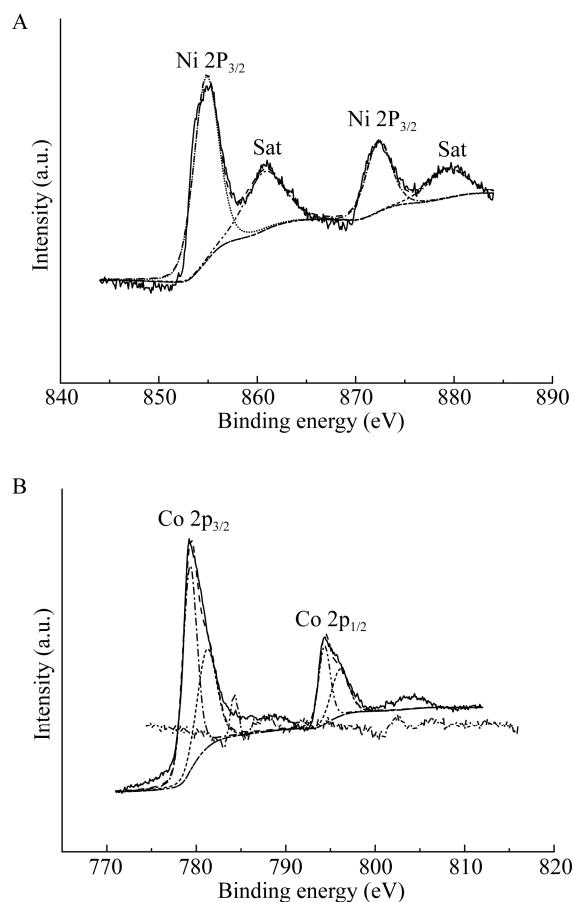 A
Ni 2P3/2
Sat
Ni 2P3/2
Sat
Intensity (a.u.)
840 850 860 870 880 890
Binding energy (eV)
B
Co 2p3/2
Co 2p1/2
Intensity (a.u.)
770 780 790 800 810 820
Binding energy (eV)